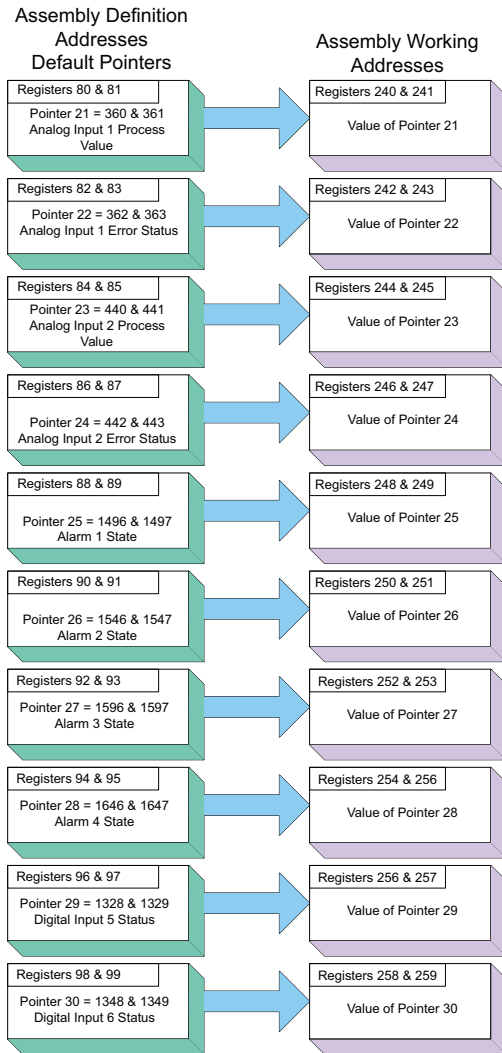 Assembly Definition
Addresses
Default Pointers
Assembly Working
Addresses
Registers 80 & 81
Pointer 21 = 360 & 361
Analog Input 1 Process
Value
Registers 240 & 241
Value of Pointer 21
Registers 82 & 83
Pointer 22 = 362 & 363
Analog Input 1 Error Status
Registers 242 & 243
Value of Pointer 22
Registers 84 & 85
Pointer 23 = 440 & 441
Analog Input 2 Process
Value
Registers 244 & 245
Value of Pointer 23
Registers 86 & 87
Pointer 24 = 442 & 443
Analog Input 2 Error Status
Registers 246 & 247
Value of Pointer 24
Registers 88 & 89
Pointer 25 = 1496 & 1497
Alarm 1 State
Registers 248 & 249
Value of Pointer 25
Registers 90 & 91
Pointer 26 = 1546 & 1547
Alarm 2 State
Registers 250 & 251
Value of Pointer 26
Registers 92 & 93
Pointer 27 = 1596 & 1597
Alarm 3 State
Registers 252 & 253
Value of Pointer 27
Registers 94 & 95
Pointer 28 = 1646 & 1647
Alarm 4 State
Registers 254 & 256
Value of Pointer 28
Registers 96 & 97
Pointer 29 = 1328 & 1329
Digital Input 5 Status
Registers 256 & 257
Value of Pointer 29
Registers 98 & 99
Pointer 30 = 1348 & 1349
Digital Input 6 Status
Registers 258 & 259
Value of Pointer 30